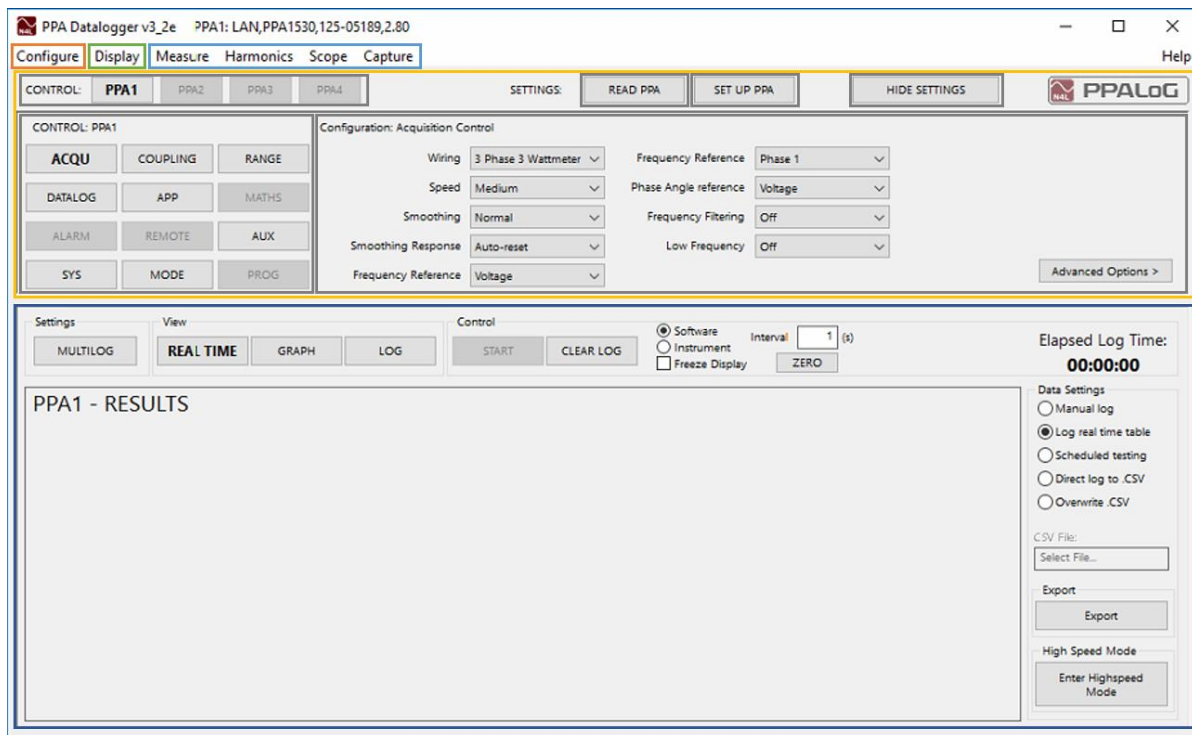 PPA Datalogger v3_2e PPA1: LAN,PPA1530,125-05189,2.80
Configure Display Measure Harmonics Scope Capture Help
CONTROL: PPA1 PPA2 PPA3 PPA4 SETTINGS: READ PPA SET UP PPA HIDE SETTINGS N4L PPALoG
CONTROL: PPA1
ACQU COUPLING RANGE
DATALOG APP MATHS
ALARM REMOTE AUX
SYS MODE PROG
Configuration: Acquisition Control
Wiring 3 Phase 3 Wattmeter Frequency Reference Phase 1
Speed Medium Phase Angle reference Voltage
Smoothing Normal Frequency Filtering Off
Smoothing Response Auto-reset Low Frequency Off
Frequency Reference Voltage
Advanced Options >
Settings View Control
MULTILOG REAL TIME GRAPH LOG START CLEAR LOG
Software
Instrument
Freeze Display
Interval 1 (s)
ZERO
Elapsed Log Time:
00:00:00
PPA1 - RESULTS
Data Settings
Manual log
Log real time table
Scheduled testing
Direct log to .CSV
Overwrite .CSV
CSV File:
Select File...
Export
Export
High Speed Mode
Enter Highspeed
Mode